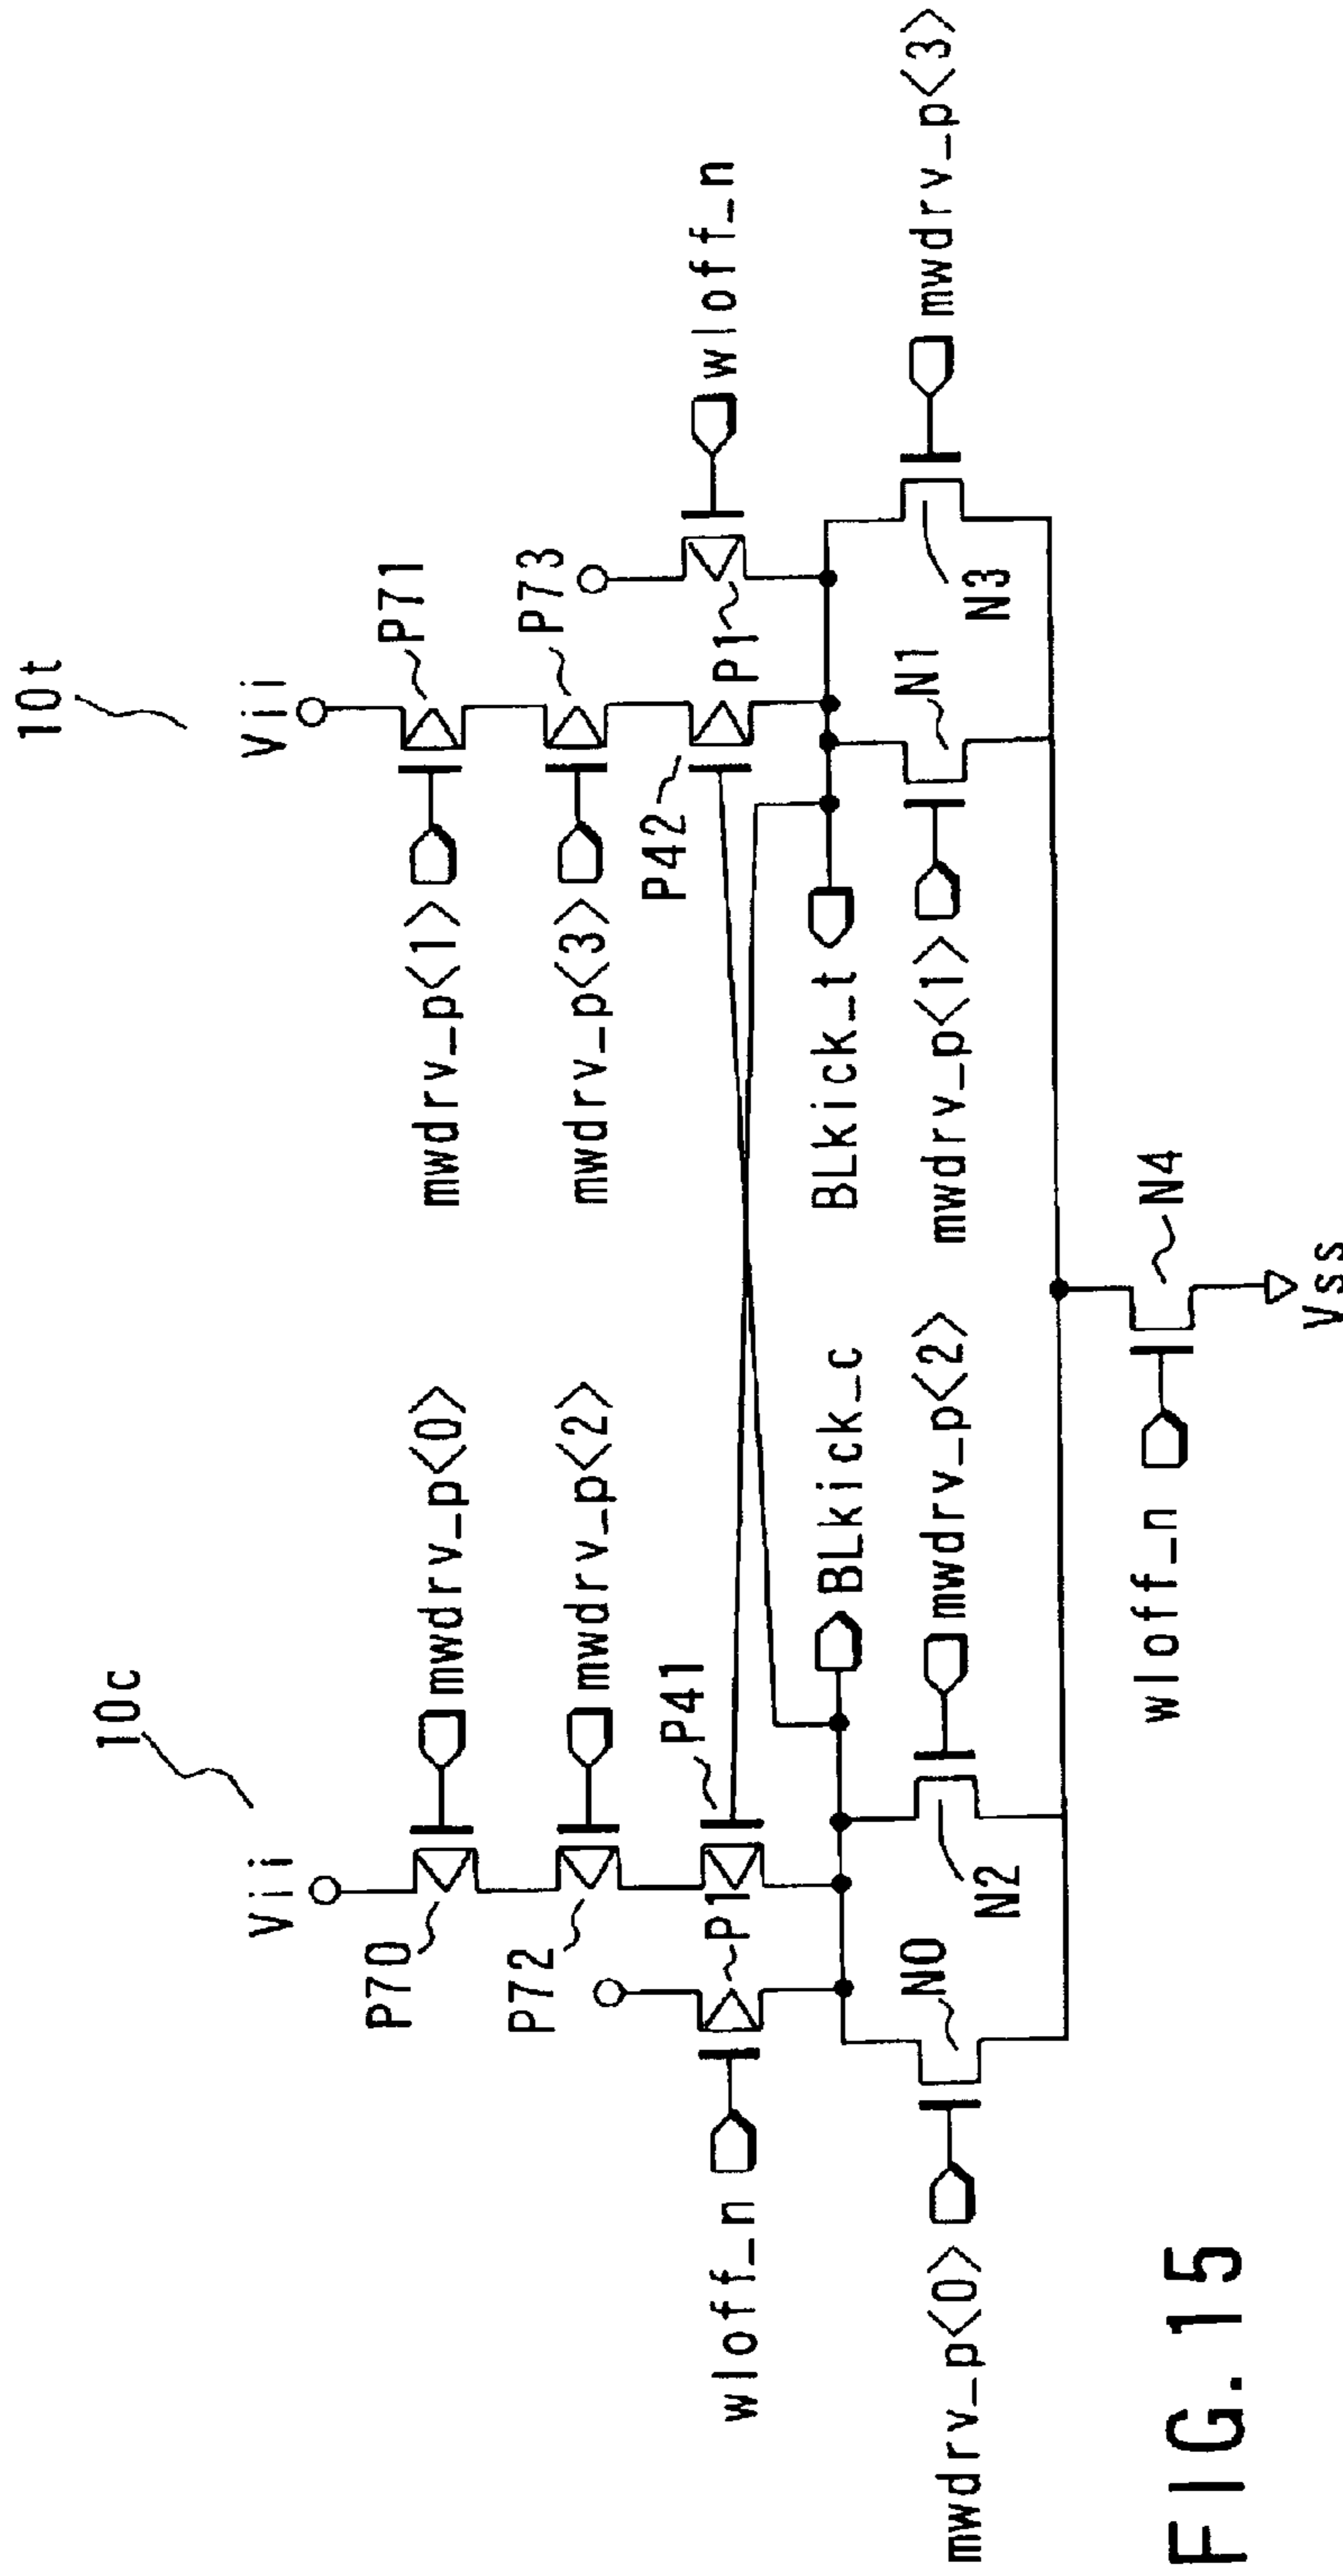 10c
10t
Vii
Vii
P70
mwdrv_p<0>
mwdrv_p<1>
P71
P72
mwdrv_p<2>
mwdrv_p<3>
P73
wloff_n
P1
P41
P42
P1
wloff_n
BLkick_c
BLkick_t
mwdrv_p<0>
N0
N2
mwdrv_p<2>
mwdrv_p<1>
N1
N3
mwdrv_p<3>
wloff_n
N4
Vss
FIG. 15